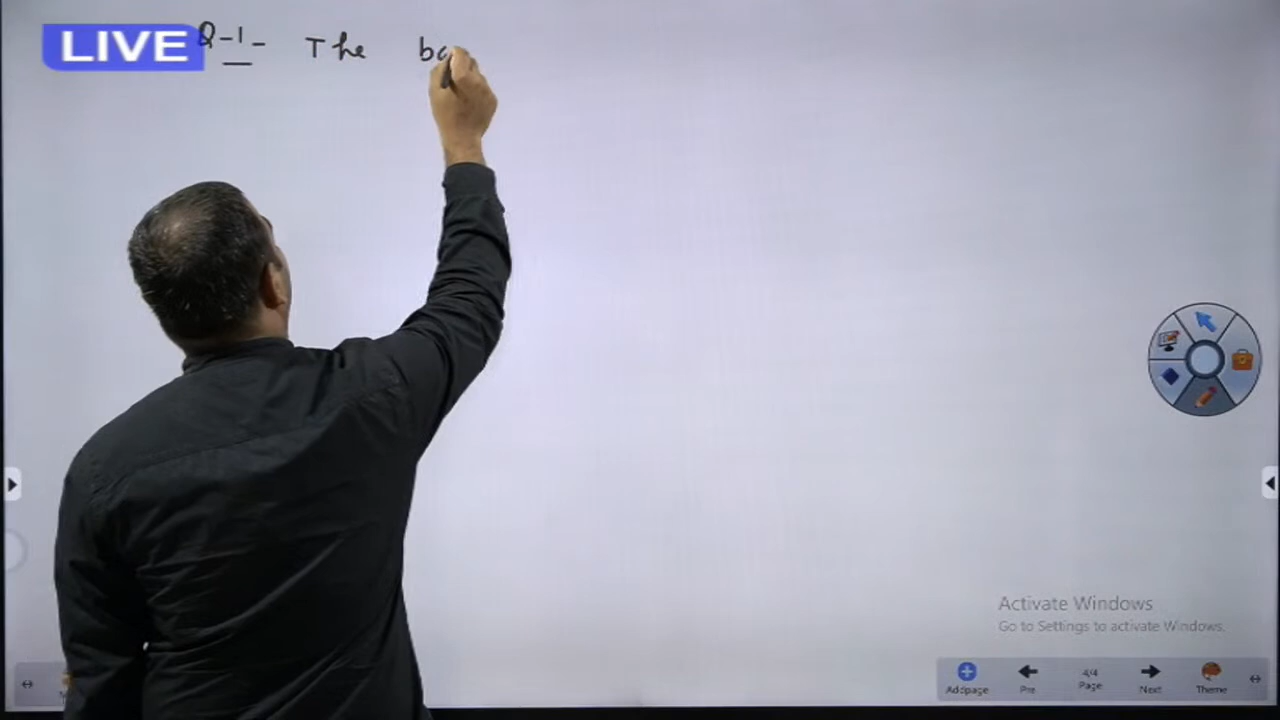 LIVE
Q-1- The
Activate Windows
Go to Settings to activate Windows.
4/4
Addpage Pre Page Next Theme